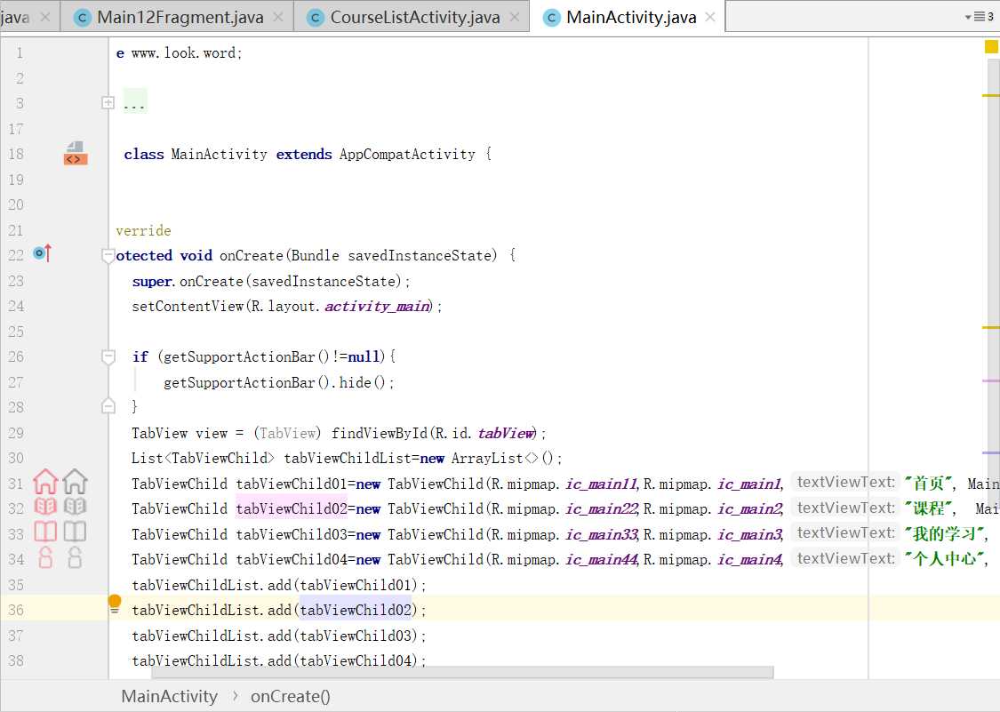 java Main12Fragment.java CourseListActivity.java MainActivity.java 3
1 e www.look.word;
2
3 ...
17
18 class MainActivity extends AppCompatActivity {
19
20
21 verride
22 otected void onCreate(Bundle savedInstanceState) {
23 super.onCreate(savedInstanceState);
24 setContentView(R.layout.activity_main);
25
26 if (getSupportActionBar()!=null){
27 getSupportActionBar().hide();
28 }
29 TabView view = (TabView) findViewById(R.id.tabView);
30 List<TabViewChild> tabViewChildList=new ArrayList<>();
31 TabViewChild tabViewChild01=new TabViewChild(R.mipmap.ic_main11,R.mipmap.ic_main1, textViewText: "首页", Main
32 TabViewChild tabViewChild02=new TabViewChild(R.mipmap.ic_main22,R.mipmap.ic_main2, textViewText: "课程", Mai
33 TabViewChild tabViewChild03=new TabViewChild(R.mipmap.ic_main33,R.mipmap.ic_main3, textViewText: "我的学习",
34 TabViewChild tabViewChild04=new TabViewChild(R.mipmap.ic_main44,R.mipmap.ic_main4, textViewText: "个人中心",
35 tabViewChildList.add(tabViewChild01);
36 tabViewChildList.add(tabViewChild02);
37 tabViewChildList.add(tabViewChild03);
38 tabViewChildList.add(tabViewChild04);
MainActivity › onCreate()